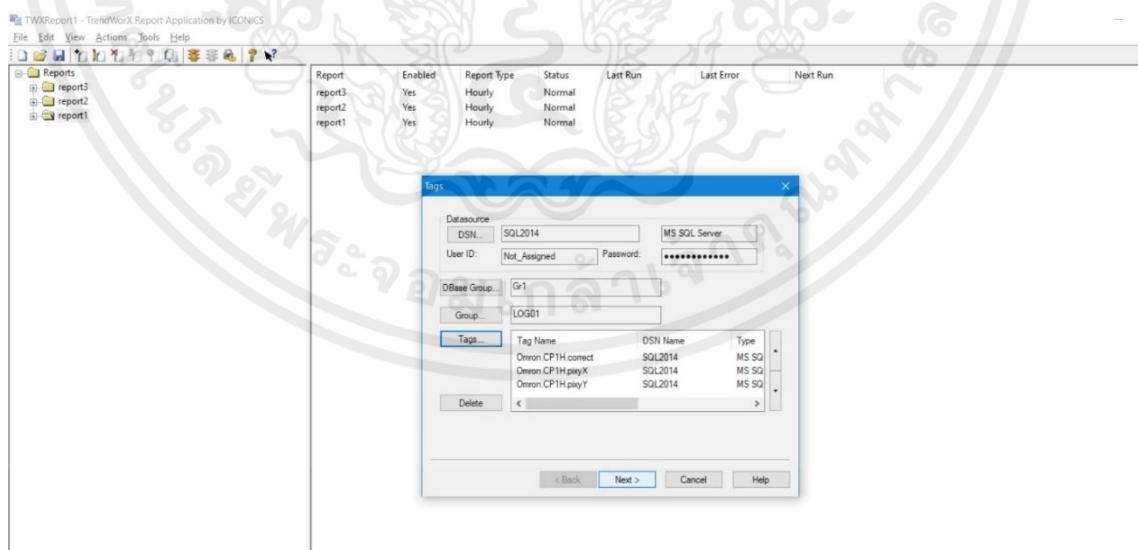 TWXReport1 - TrendWorX Report Application by ICONICS
File Edit View Actions Tools Help
Reports
report3
report2
report1
Report Enabled Report Type Status Last Run Last Error Next Run
report3 Yes Hourly Normal
report2 Yes Hourly Normal
report1 Yes Hourly Normal
Tags
Datasource
DSN... SQL2014 MS SQL Server
User ID: Not_Assigned Password: ●●●●●●●●●●●●
DBase Group... Gr1
Group... LOG01
Tags... Tag Name DSN Name Type
Omron.CP1H.correct SQL2014 MS SQ
Omron.CP1H.pixyX SQL2014 MS SQ
Omron.CP1H.pixyY SQL2014 MS SQ
Delete
< Back Next > Cancel Help